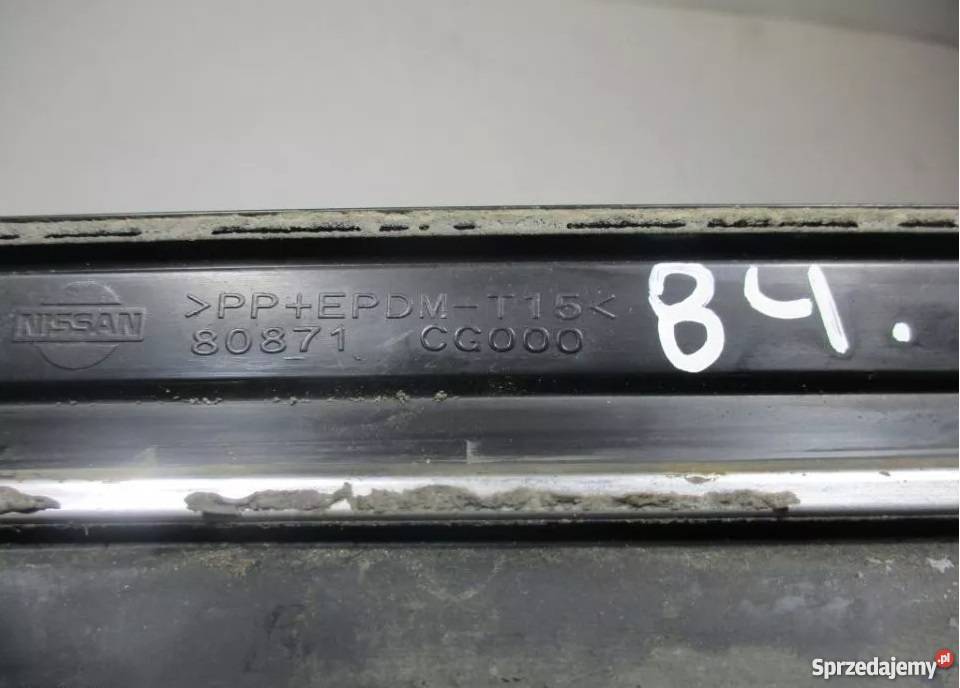 NISSAN
>PP+EPDM-T15<
80871 CG000
84.
Sprzedajemy.pl